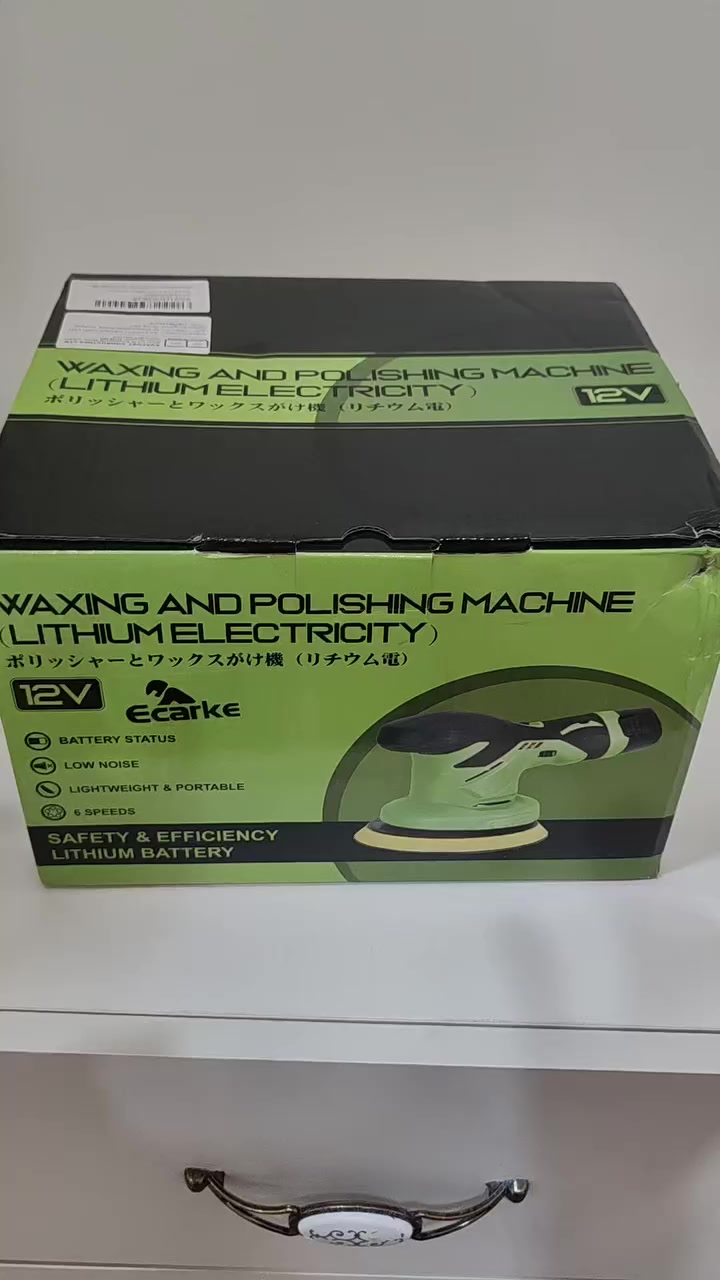 WAXING AND POLISHING MACHINE
(LITHIUM ELECTRICITY)
ポリッシャーとワックスがけ機（リチウム電）
12V
WAXING AND POLISHING MACHINE
(LITHIUM ELECTRICITY)
ポリッシャーとワックスがけ機（リチウム電）
12V
Ecarke
BATTERY STATUS
LOW NOISE
LIGHTWEIGHT & PORTABLE
6 SPEEDS
SAFETY & EFFICIENCY
LITHIUM BATTERY